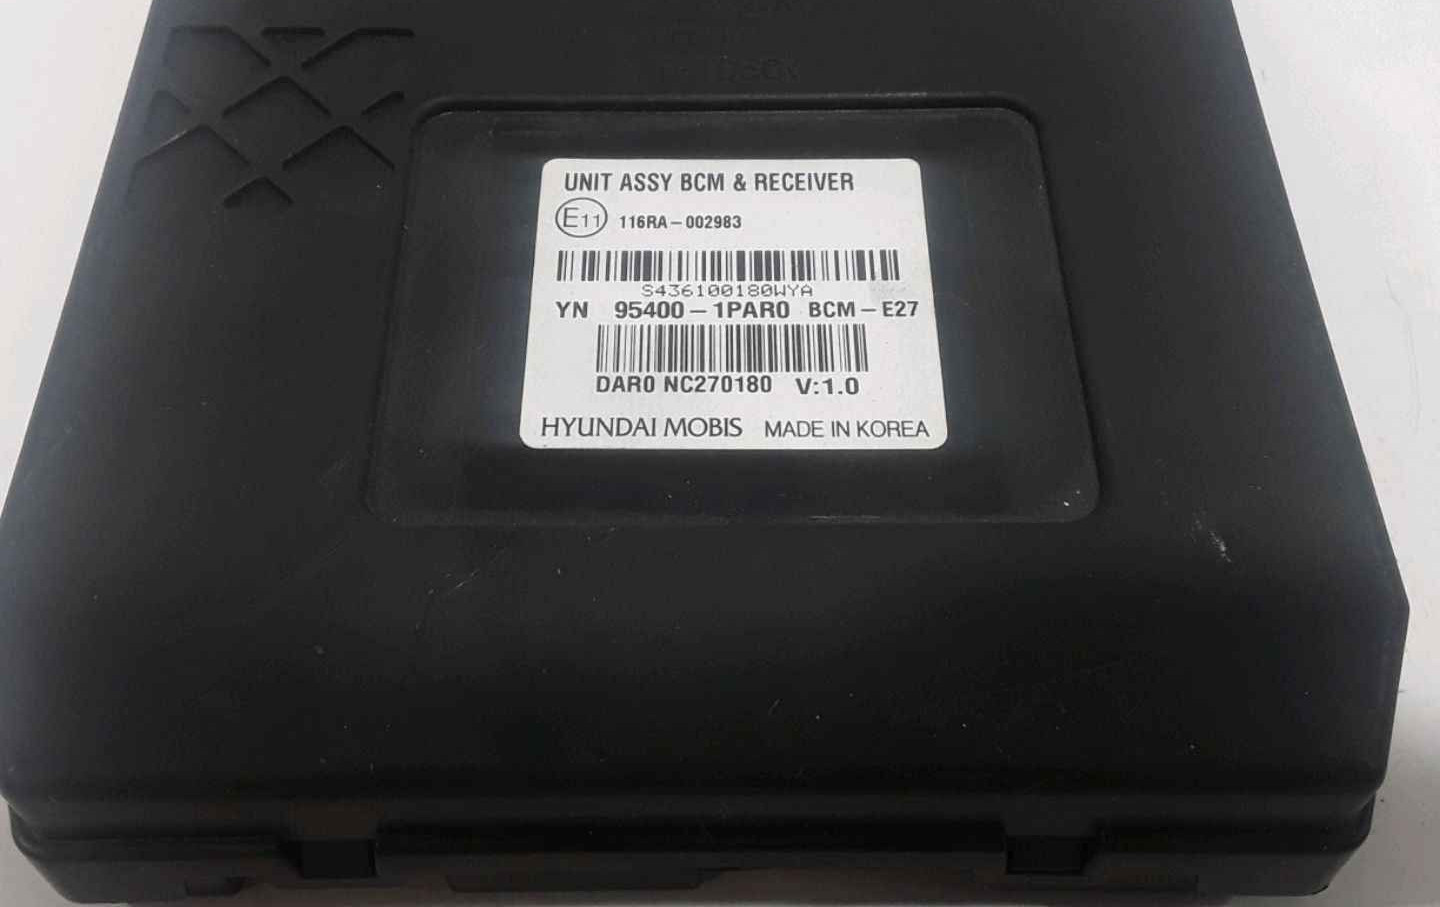 UNIT ASSY BCM & RECEIVER
E11 116RA-002983
S436100180WYA
YN 95400-1PAR0 BCM-E27
DAR0 NC270180 V:1.0
HYUNDAI MOBIS MADE IN KOREA